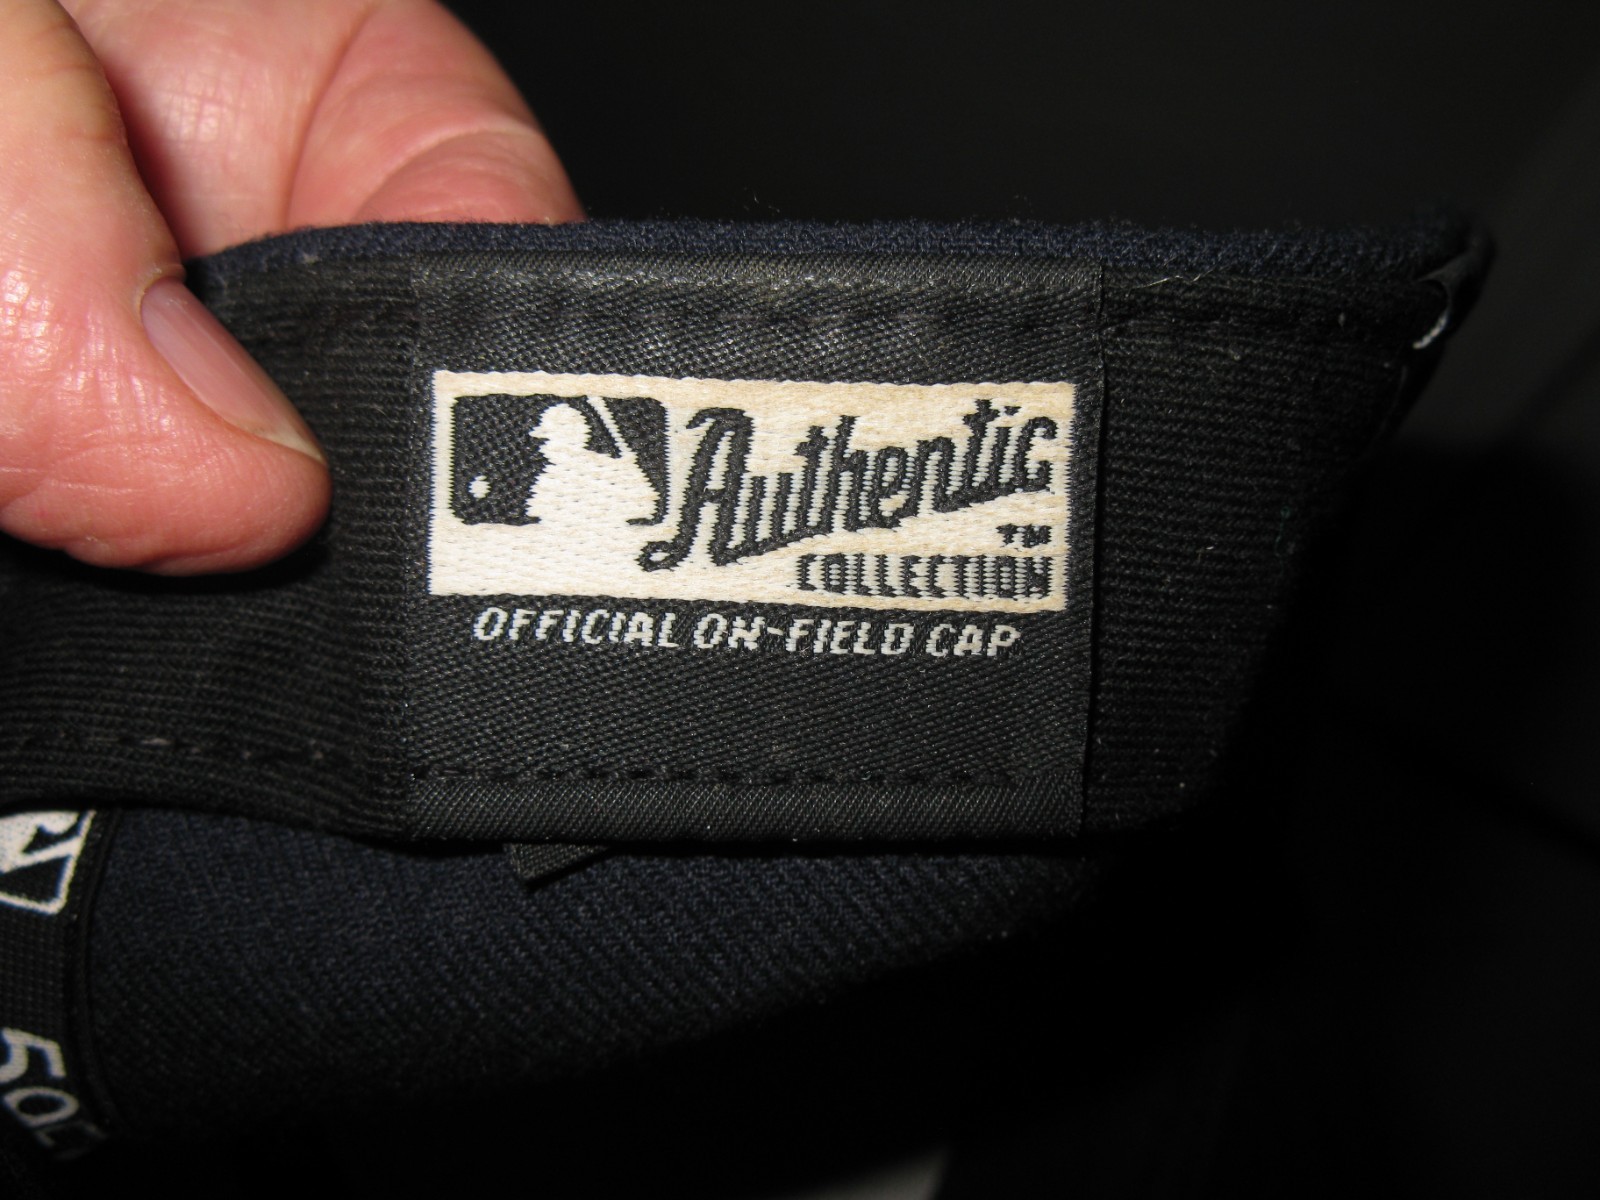 Authentic
TM
COLLECTION
OFFICIAL ON-FIELD CAP